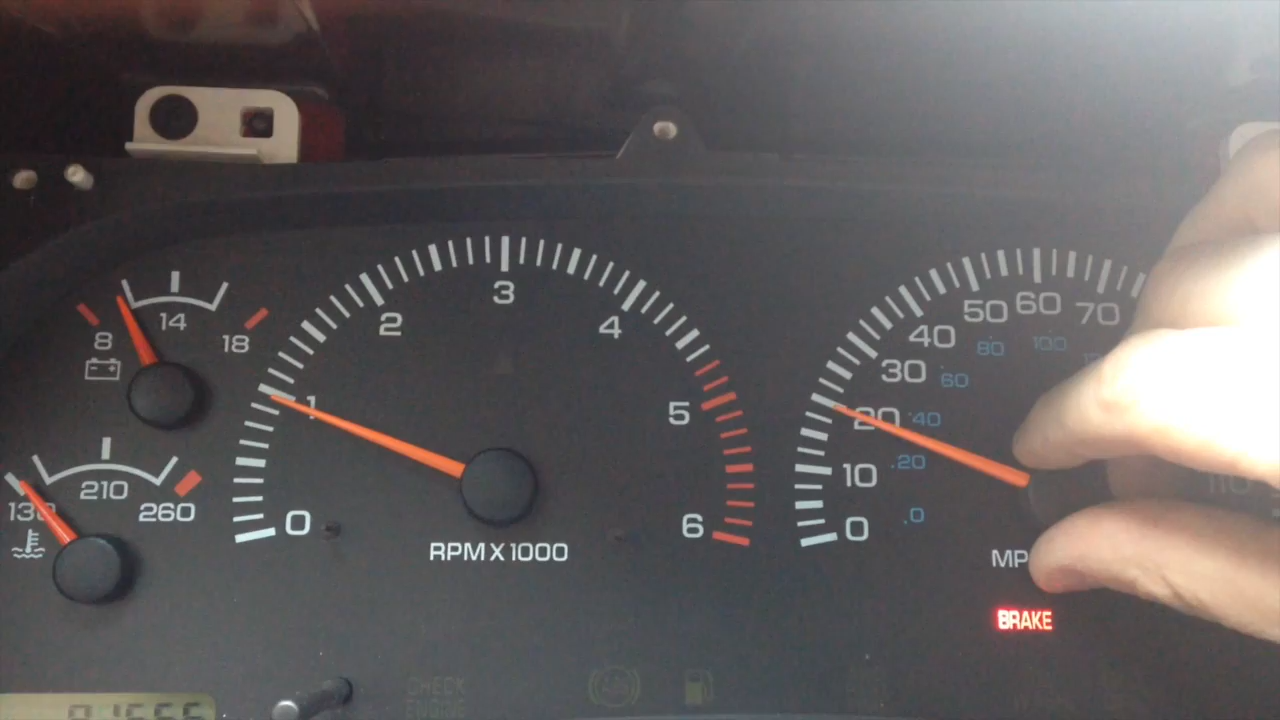 8 14 18
130 210 260
0 1 2 3 4 5 6
RPM X 1000
0 10 20 30 40 50 60 70
0 20 40 60 80 100
BRAKE
CHECK
ENGINE